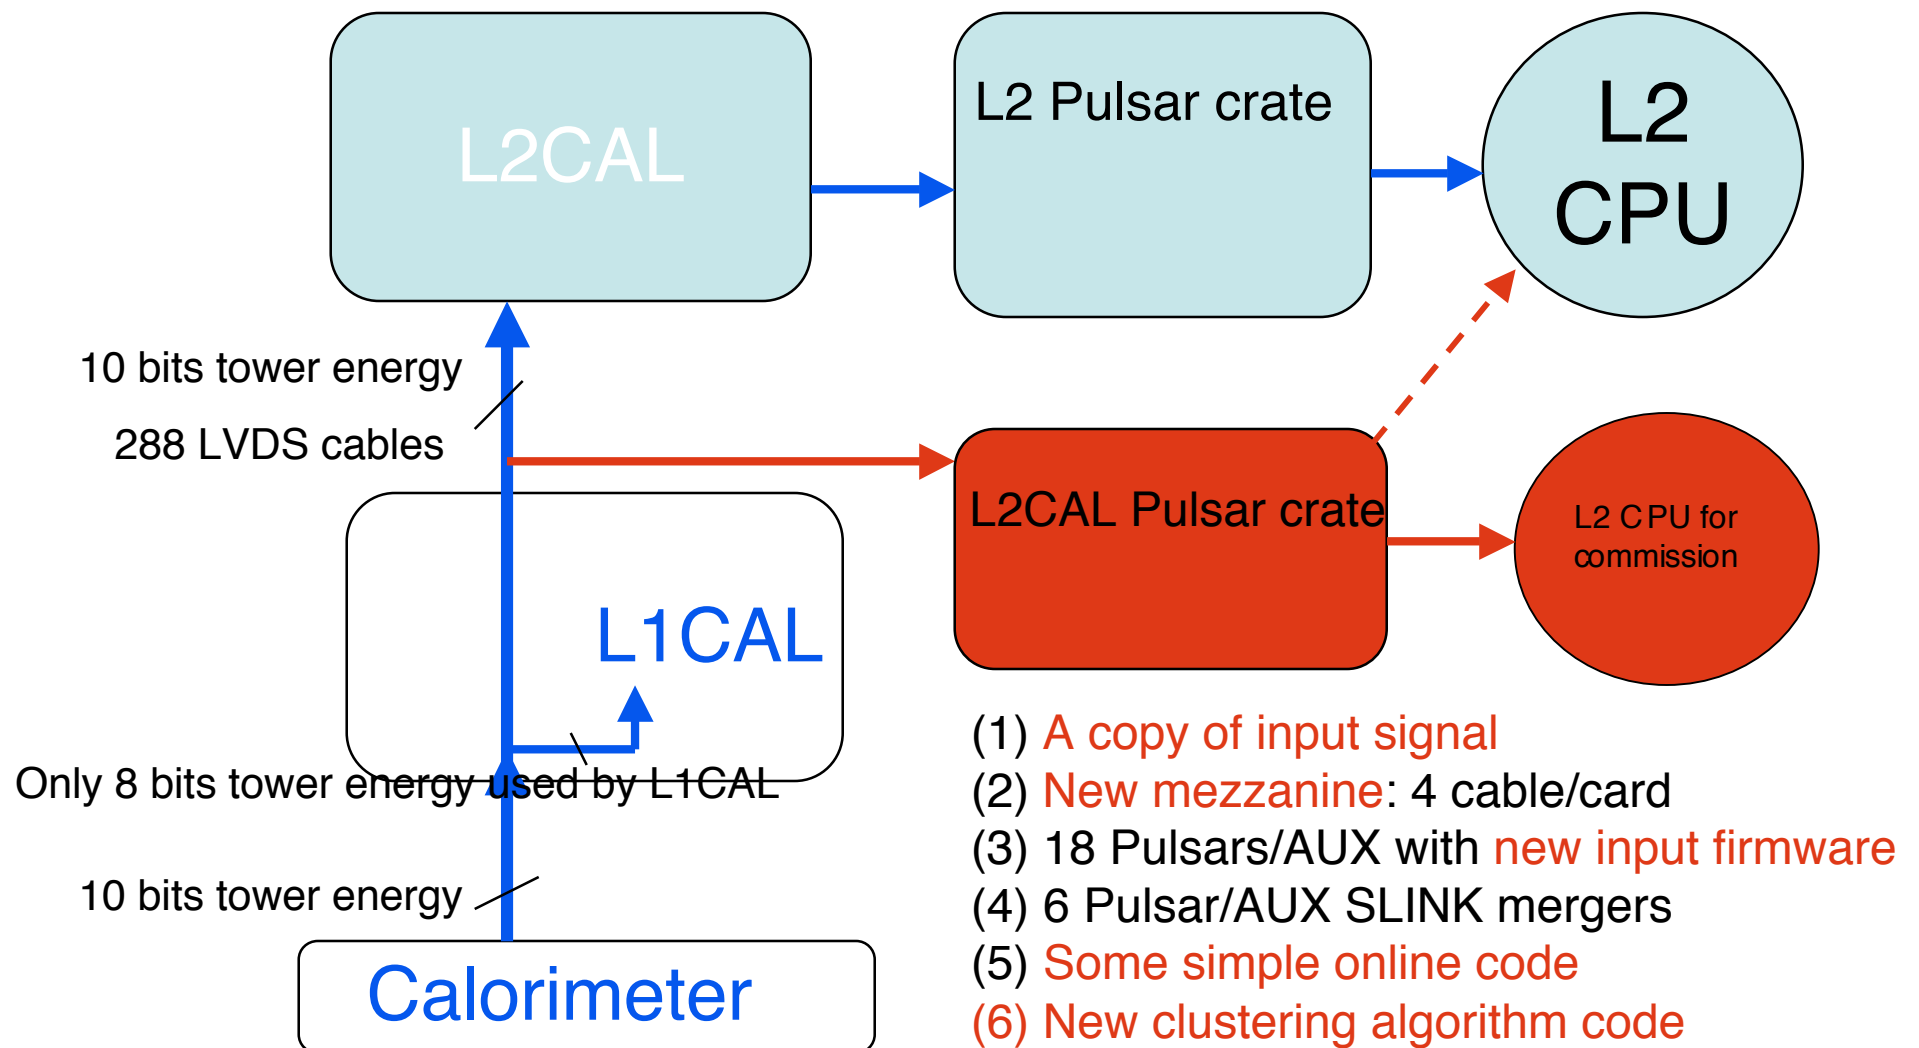 L2CAL
L2 Pulsar crate
L2
CPU
10 bits tower energy
288 LVDS cables
L2CAL Pulsar crate
L2 CPU for
commission
L1CAL
Only 8 bits tower energy used by L1CAL
10 bits tower energy
Calorimeter
(1) A copy of input signal
(2) New mezzanine: 4 cable/card
(3) 18 Pulsars/AUX with new input firmware
(4) 6 Pulsar/AUX SLINK mergers
(5) Some simple online code
(6) New clustering algorithm code